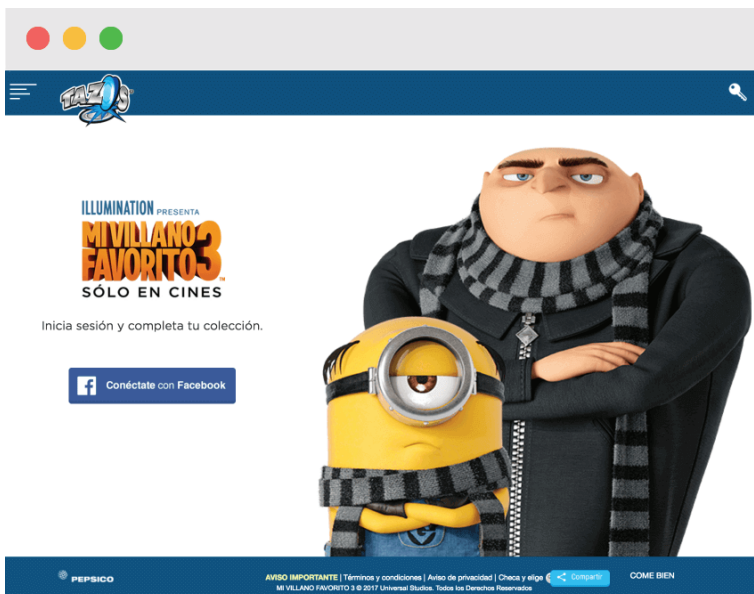 TAZOS
ILLUMINATION PRESENTA
MI VILLANO
FAVORITO 3
SÓLO EN CINES
Inicia sesión y completa tu colección.
Conéctate con Facebook
PEPSICO
AVISO IMPORTANTE | Términos y condiciones | Aviso de privacidad | Checa y elige
Compartir
COME BIEN
MI VILLANO FAVORITO 3 © 2017 Universal Studios. Todos los Derechos Reservados